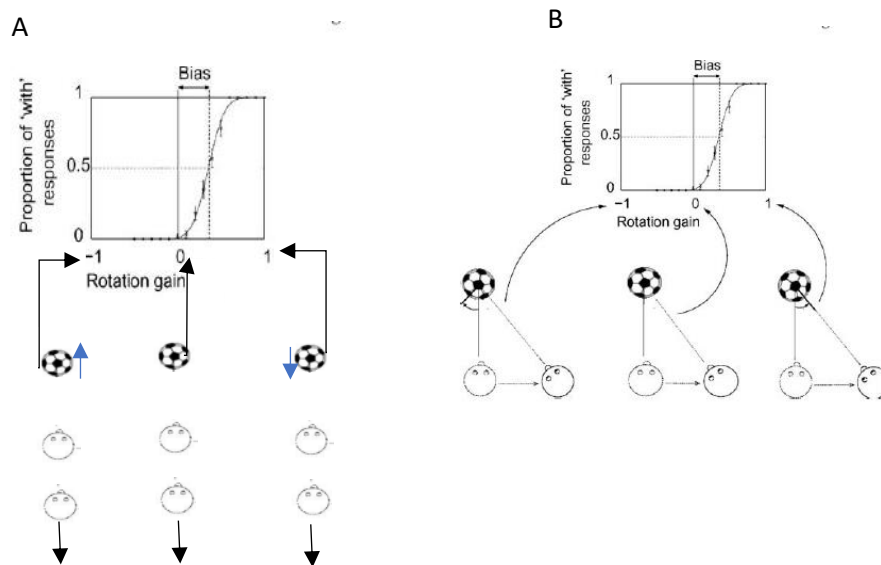 A
Bias
1
0.5
0
Proportion of 'with'
responses
−1
0
1
Rotation gain
B
Bias
1
0.5
0
Proportion of 'with'
responses
−1
0
1
Rotation gain